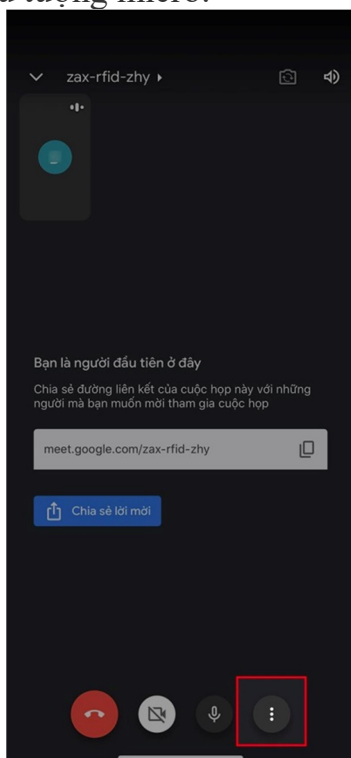 tượng micro.
zax-rfid-zhy
Bạn là người đầu tiên ở đây
Chia sẻ đường liên kết của cuộc họp này với những
người mà bạn muốn mời tham gia cuộc họp
meet.google.com/zax-rfid-zhy
Chia sẻ lời mời